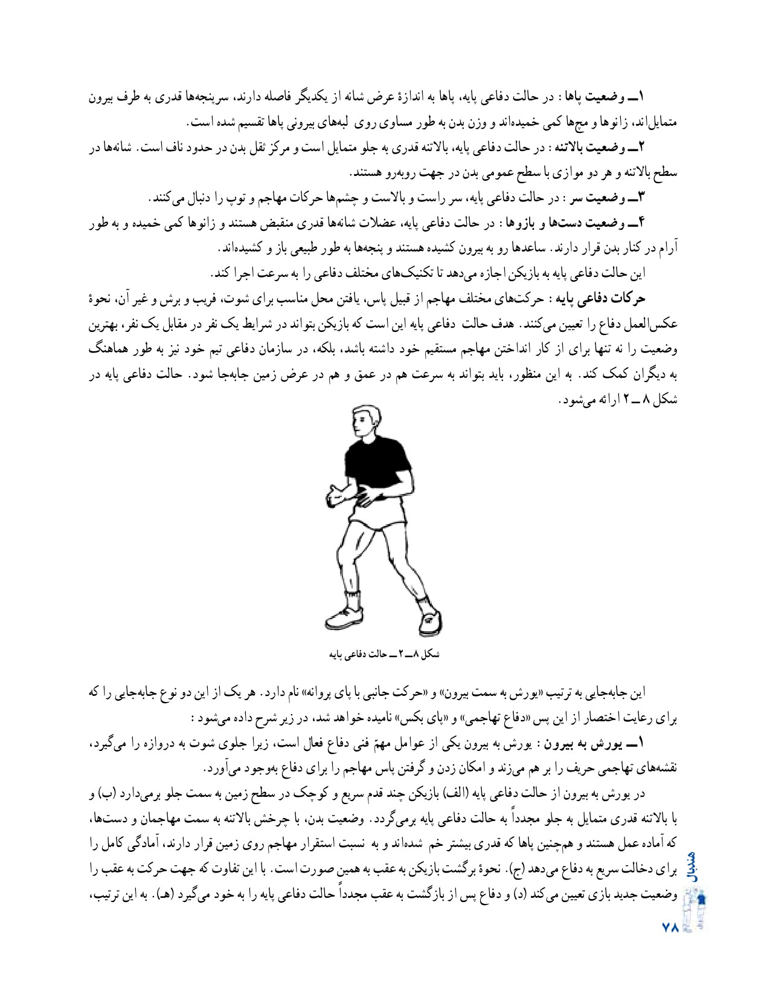 ۱ــ وضعیت پاها : در حالت دفاعی پایه، پاها به اندازهٔ عرض شانه از یکدیگر فاصله دارند، سرپنجه‌ها قدری به طرف بیرون
متمایل‌اند، زانوها و مچ‌ها کمی خمیده‌اند و وزن بدن به طور مساوی روی لبه‌های بیرونی پاها تقسیم شده است.
۲ــ وضعیت بالاتنه : در حالت دفاعی پایه، بالاتنه قدری به جلو متمایل است و مرکز ثقل بدن در حدود ناف است. شانه‌ها در
سطح بالاتنه و هر دو موازی با سطح عمومی بدن در جهت روبه‌رو هستند.
۳ــ وضعیت سر : در حالت دفاعی پایه، سر راست و بالاست و چشم‌ها حرکات مهاجم و توپ را دنبال می‌کنند.
۴ــ وضعیت دست‌ها و بازوها : در حالت دفاعی پایه، عضلات شانه‌ها قدری منقبض هستند و زانوها کمی خمیده و به طور
آرام در کنار بدن قرار دارند. ساعدها رو به بیرون کشیده هستند و پنجه‌ها به طور طبیعی باز و کشیده‌اند.
این حالت دفاعی پایه به بازیکن اجازه می‌دهد تا تکنیک‌های مختلف دفاعی را به سرعت اجرا کند.
حرکات دفاعی پایه : حرکت‌های مختلف مهاجم از قبیل پاس، یافتن محل مناسب برای شوت، فریب و برش و غیر آن، نحوهٔ
عکس‌العمل دفاع را تعیین می‌کنند. هدف حالت دفاعی پایه این است که بازیکن بتواند در شرایط یک نفر در مقابل یک نفر، بهترین
وضعیت را نه تنها برای از کار انداختن مهاجم مستقیم خود داشته باشد، بلکه، در سازمان دفاعی تیم خود نیز به طور هماهنگ
به دیگران کمک کند. به این منظور، باید بتواند به سرعت هم در عمق و هم در عرض زمین جابه‌جا شود. حالت دفاعی پایه در
شکل ۸ ــ ۲ ارائه می‌شود.
شکل ۸ــ ۲ــ حالت دفاعی پایه
این جابه‌جایی به ترتیب «یورش به سمت بیرون» و «حرکت جانبی با پای پروانه» نام دارد. هر یک از این دو نوع جابه‌جایی را که
برای رعایت اختصار از این پس «دفاع تهاجمی» و «پای بکس» نامیده خواهد شد، در زیر شرح داده می‌شود :
۱ــ یورش به بیرون : یورش به بیرون یکی از عوامل مهمّ فنی دفاع فعال است، زیرا جلوی شوت به دروازه را می‌گیرد،
نقشه‌های تهاجمی حریف را بر هم می‌زند و امکان زدن و گرفتن پاس مهاجم را برای دفاع به‌وجود می‌آورد.
در یورش به بیرون از حالت دفاعی پایه (الف) بازیکن چند قدم سریع و کوچک در سطح زمین به سمت جلو برمی‌دارد (ب) و
با بالاتنه قدری متمایل به جلو مجدداً به حالت دفاعی پایه برمی‌گردد. وضعیت بدن، با چرخش بالاتنه به سمت مهاجمان و دست‌ها،
که آماده عمل هستند و هم‌چنین پاها که قدری بیشتر خم شده‌اند و به نسبت استقرار مهاجم روی زمین قرار دارند، آمادگی کامل را
برای دخالت سریع به دفاع می‌دهد (ج). نحوهٔ برگشت بازیکن به عقب به همین صورت است. با این تفاوت که جهت حرکت به عقب را
وضعیت جدید بازی تعیین می‌کند (د) و دفاع پس از بازگشت به عقب مجدداً حالت دفاعی پایه را به خود می‌گیرد (هـ). به این ترتیب،
هندبال
۷۸